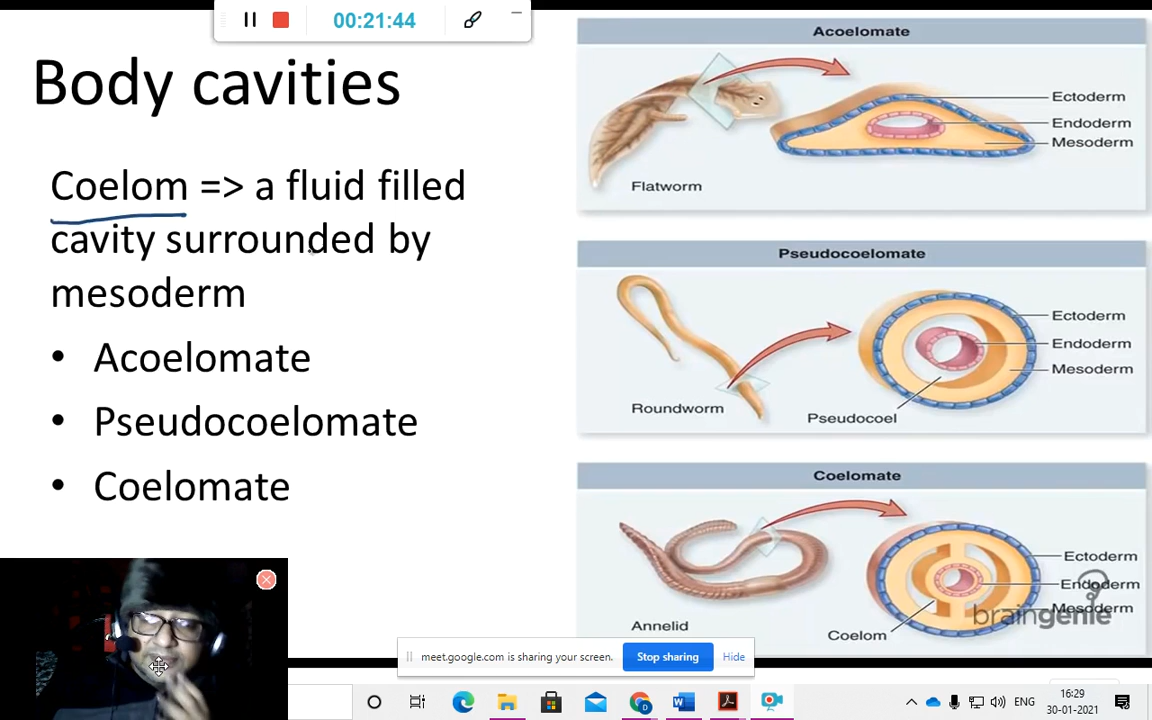 00:21:44
Body cavities
Coelom => a fluid filled
cavity surrounded by
mesoderm
• Acoelomate
• Pseudocoelomate
• Coelomate
Acoelomate
Ectoderm
Endoderm
Mesoderm
Flatworm
Pseudocoelomate
Ectoderm
Endoderm
Mesoderm
Roundworm
Pseudocoel
Coelomate
Ectoderm
Endoderm
Mesoderm
braingenie
Annelid
Coelom
meet.google.com is sharing your screen.
Stop sharing
Hide
ENG
16:29
30-01-2021